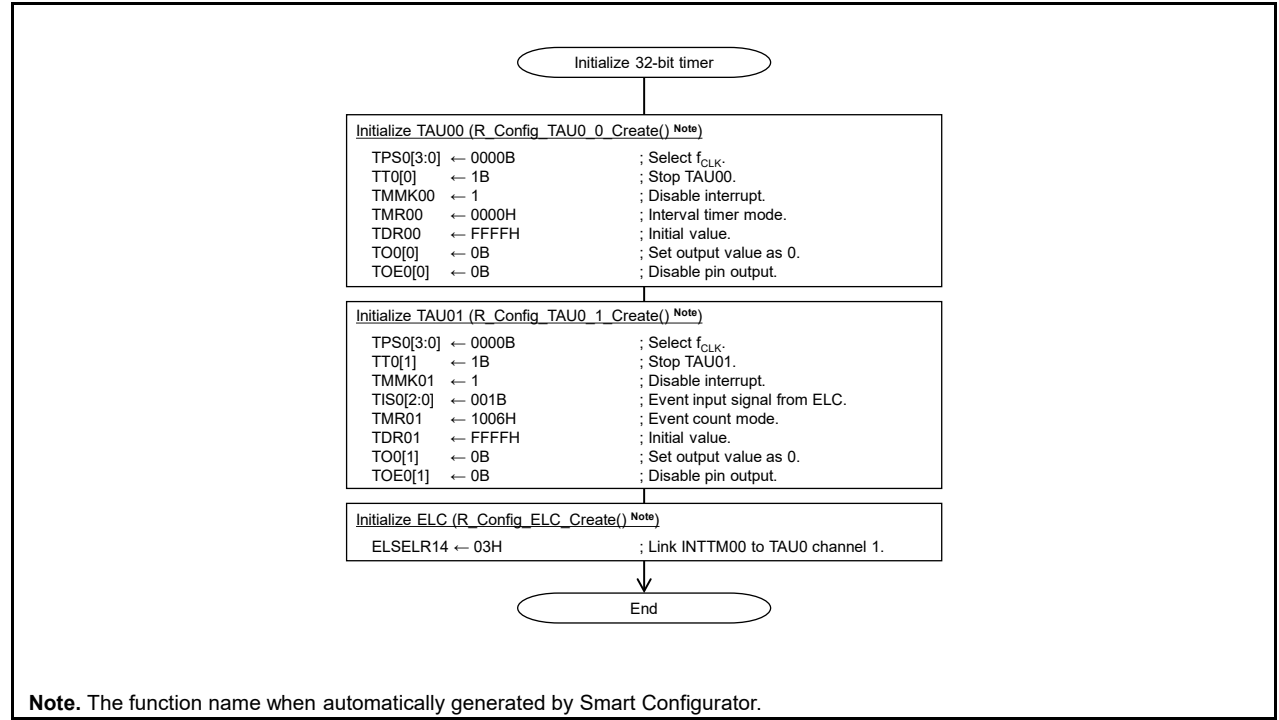 Initialize 32-bit timer
Initialize TAU00 (R_Config_TAU0_0_Create() Note)
TPS0[3:0] ← 0000B ; Select fCLK.
TT0[0] ← 1B ; Stop TAU00.
TMMK00 ← 1 ; Disable interrupt.
TMR00 ← 0000H ; Interval timer mode.
TDR00 ← FFFFH ; Initial value.
TO0[0] ← 0B ; Set output value as 0.
TOE0[0] ← 0B ; Disable pin output.
Initialize TAU01 (R_Config_TAU0_1_Create() Note)
TPS0[3:0] ← 0000B ; Select fCLK.
TT0[1] ← 1B ; Stop TAU01.
TMMK01 ← 1 ; Disable interrupt.
TIS0[2:0] ← 001B ; Event input signal from ELC.
TMR01 ← 1006H ; Event count mode.
TDR01 ← FFFFH ; Initial value.
TO0[1] ← 0B ; Set output value as 0.
TOE0[1] ← 0B ; Disable pin output.
Initialize ELC (R_Config_ELC_Create() Note)
ELSELR14 ← 03H ; Link INTTM00 to TAU0 channel 1.
End
Note. The function name when automatically generated by Smart Configurator.